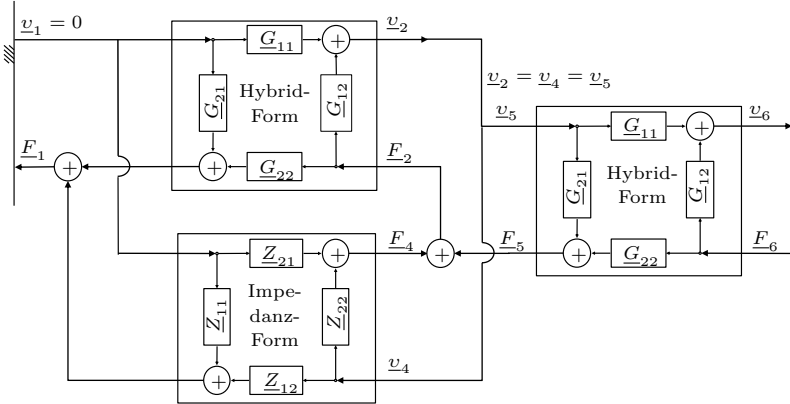 v₁ = 0
G₁₁
+
v₂
G₂₁
Hybrid-
Form
G₁₂
v₂ = v₄ = v₅
F₁
+
+
G₂₂
F₂
v₅
G₁₁
+
v₆
G₂₁
Hybrid-
Form
G₁₂
Z₂₁
+
F₄
+
F₅
+
G₂₂
F₆
Z₁₁
Impe-
danz-
Form
Z₂₂
+
Z₁₂
v₄